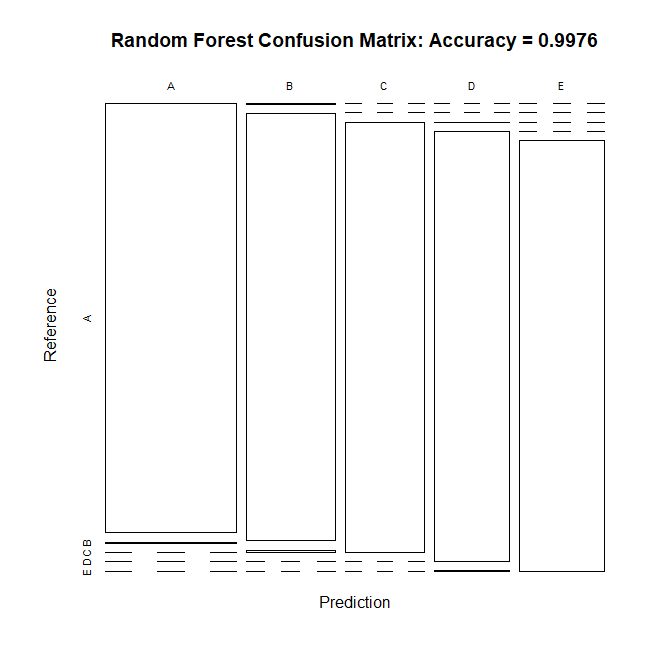 Random Forest Confusion Matrix: Accuracy = 0.9976
A B C D E
Reference
A
B
C
D
E
Prediction